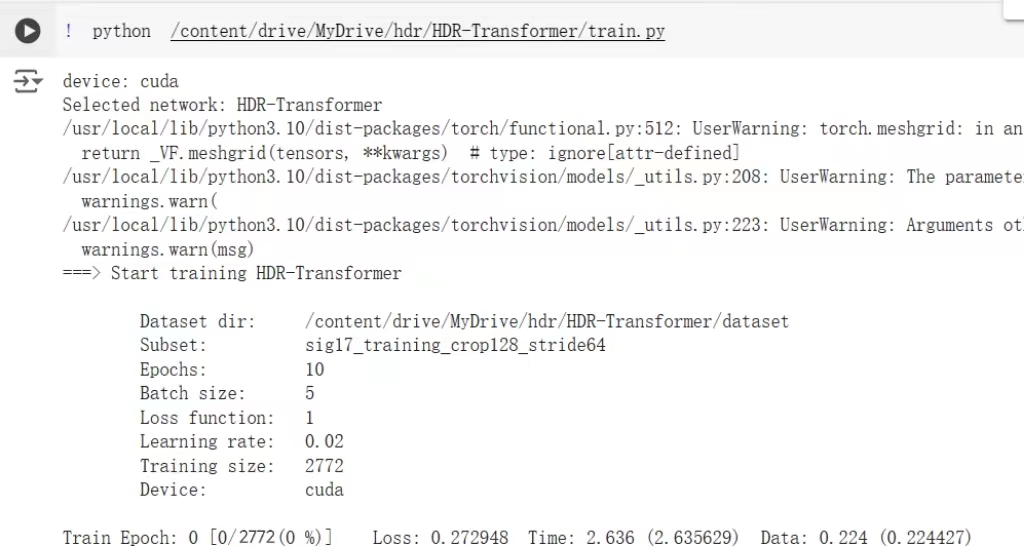 ! python /content/drive/MyDrive/hdr/HDR-Transformer/train.py
device: cuda
Selected network: HDR-Transformer
/usr/local/lib/python3.10/dist-packages/torch/functional.py:512: UserWarning: torch.meshgrid: in an
return _VF.meshgrid(tensors, **kwargs)  # type: ignore[attr-defined]
/usr/local/lib/python3.10/dist-packages/torchvision/models/_utils.py:208: UserWarning: The paramete
warnings.warn(
/usr/local/lib/python3.10/dist-packages/torchvision/models/_utils.py:223: UserWarning: Arguments ot
warnings.warn(msg)
===> Start training HDR-Transformer
Dataset dir: /content/drive/MyDrive/hdr/HDR-Transformer/dataset
Subset: sig17_training_crop128_stride64
Epochs: 10
Batch size: 5
Loss function: 1
Learning rate: 0.02
Training size: 2772
Device: cuda
Train Epoch: 0 [0/2772(0 %)] Loss: 0.272948 Time: 2.636 (2.635629) Data: 0.224 (0.224427)